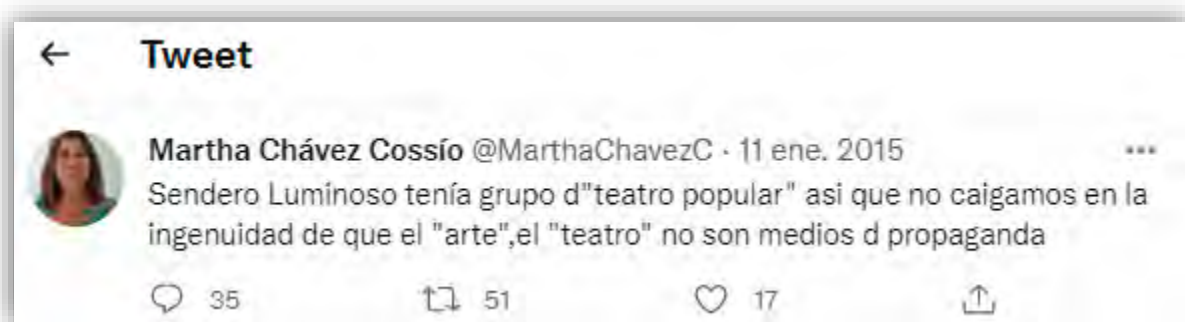 Tweet
Martha Chávez Cossío @MarthaChavezC · 11 ene. 2015
Sendero Luminoso tenía grupo d"teatro popular" asi que no caigamos en la
ingenuidad de que el "arte",el "teatro" no son medios d propaganda
35 51 17